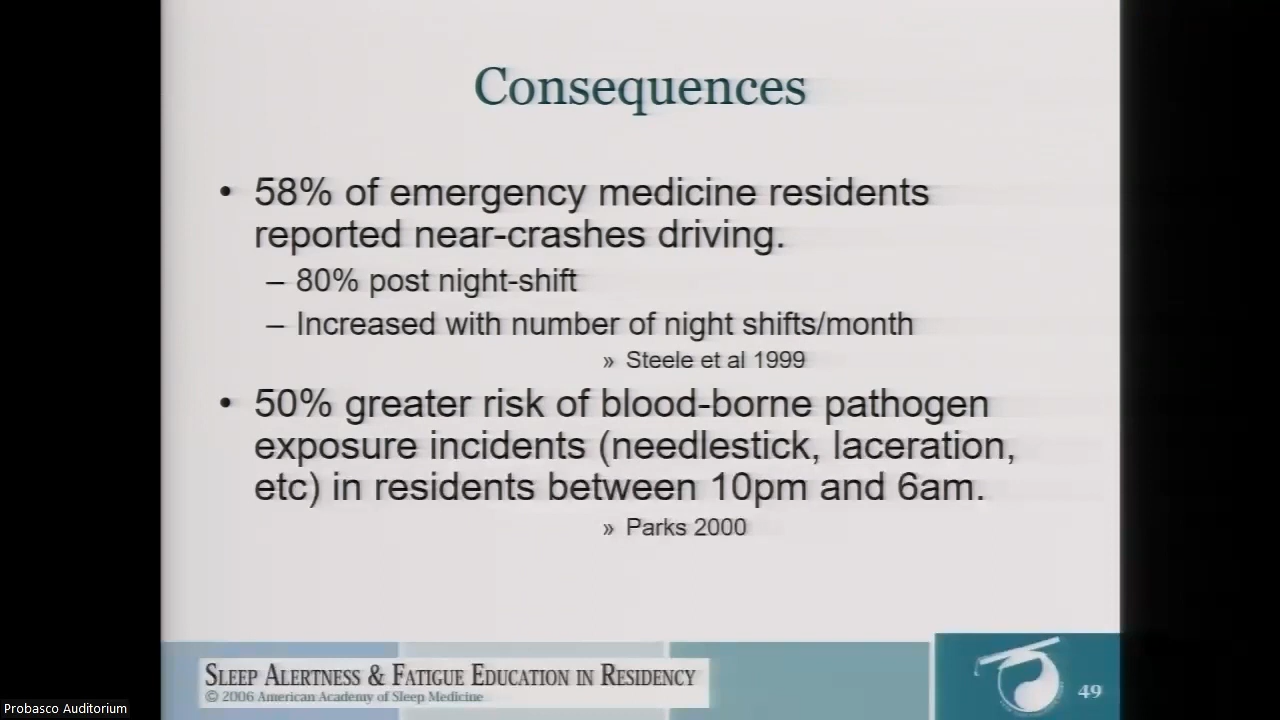 Consequences
• 58% of emergency medicine residents
reported near-crashes driving.
– 80% post night-shift
– Increased with number of night shifts/month
» Steele et al 1999
• 50% greater risk of blood-borne pathogen
exposure incidents (needlestick, laceration,
etc) in residents between 10pm and 6am.
» Parks 2000
SLEEP ALERTNESS & FATIGUE EDUCATION IN RESIDENCY
© 2006 American Academy of Sleep Medicine
49
Probasco Auditorium